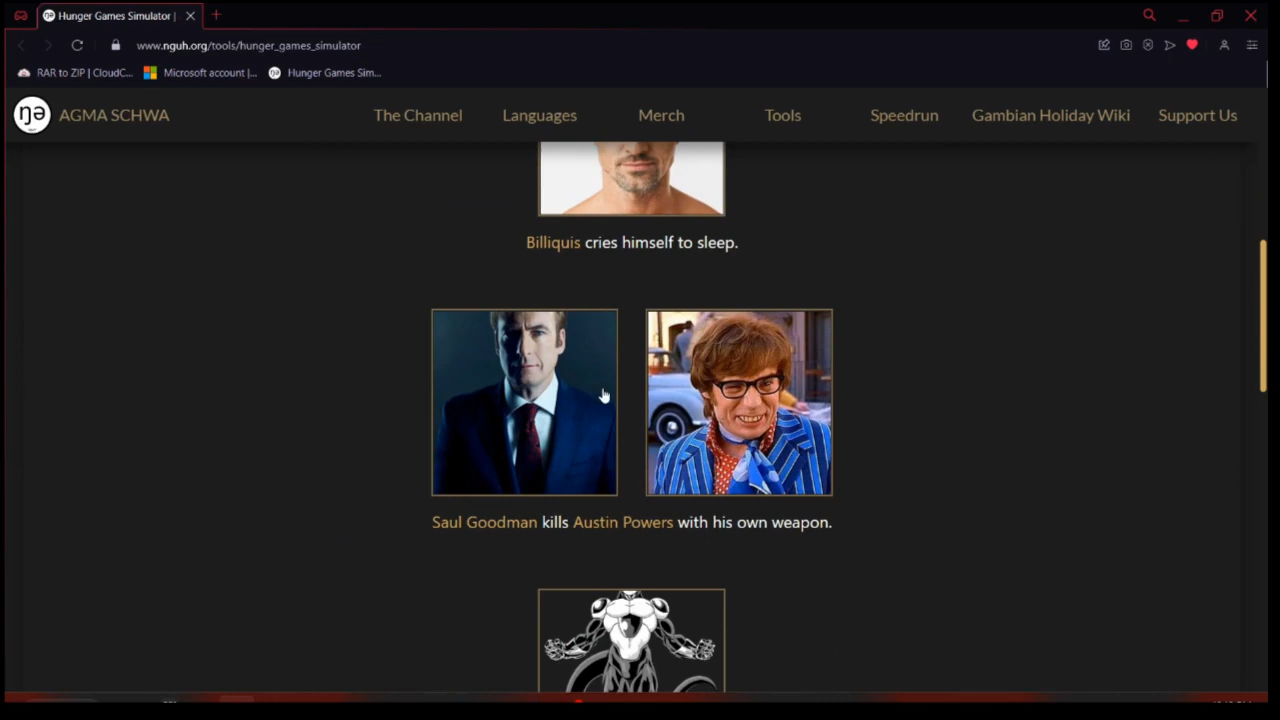 Hunger Games Simulator |
www.nguh.org/tools/hunger_games_simulator
RAR to ZIP | CloudC... Microsoft account |... Hunger Games Sim...
ŋə AGMA SCHWA The Channel Languages Merch Tools Speedrun Gambian Holiday Wiki Support Us
Billiquis cries himself to sleep.
Saul Goodman kills Austin Powers with his own weapon.